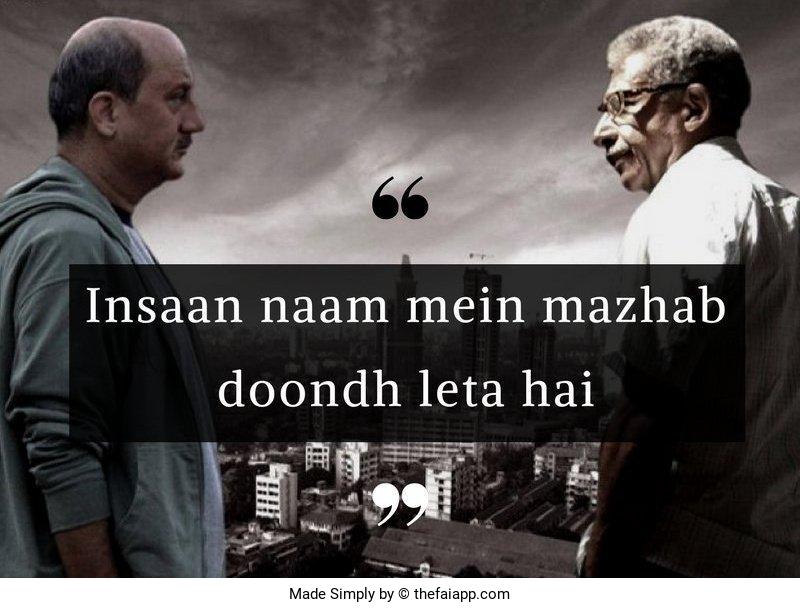 “
Insaan naam mein mazhab
doondh leta hai
”
Made Simply by © thefaiapp.com